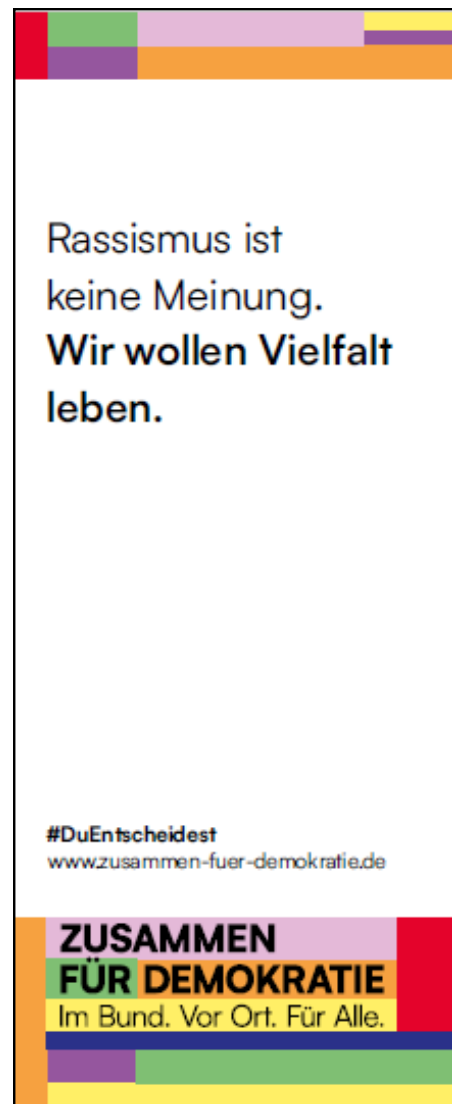 Rassismus ist
keine Meinung.
Wir wollen Vielfalt
leben.
#DuEntscheidest
www.zusammen-fuer-demokratie.de
ZUSAMMEN
FÜR DEMOKRATIE
Im Bund. Vor Ort. Für Alle.